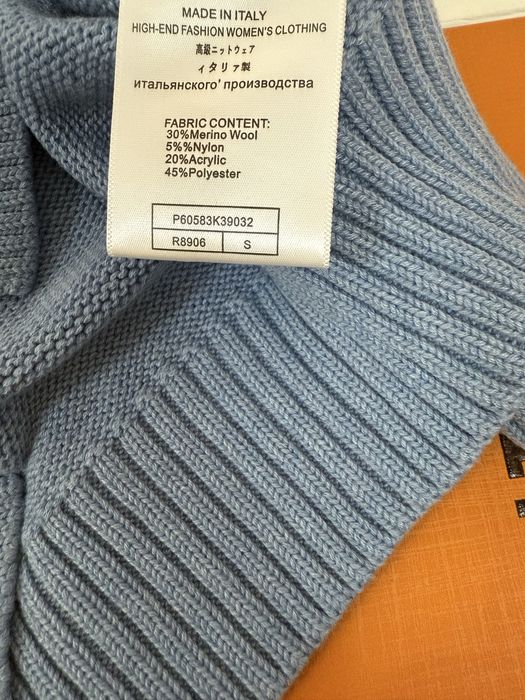 MADE IN ITALY
HIGH-END FASHION WOMEN'S CLOTHING
高級ニットウェア
ィタリァ製
итальянского' производства
FABRIC CONTENT:
30%Merino Wool
5%%Nylon
20%Acrylic
45%Polyester
P60583K39032
R8906 S